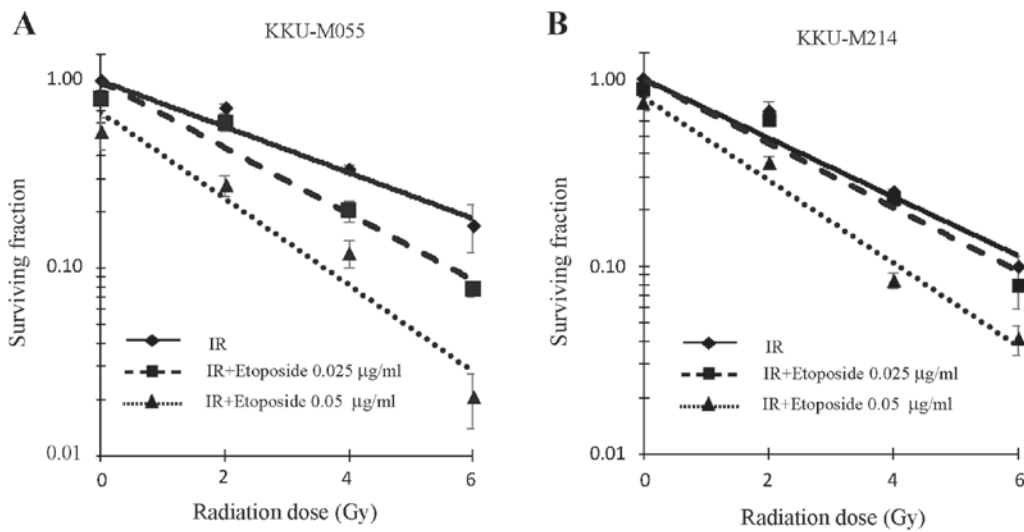 A
KKU-M055
1.00
0.10
0.01
Surviving fraction
IR
IR+Etoposide 0.025 μg/ml
IR+Etoposide 0.05 μg/ml
0 2 4 6
Radiation dose (Gy)
B
KKU-M214
1.00
0.10
0.01
Surviving fraction
IR
IR+Etoposide 0.025 μg/ml
IR+Etoposide 0.05 μg/ml
0 2 4 6
Radiation dose (Gy)